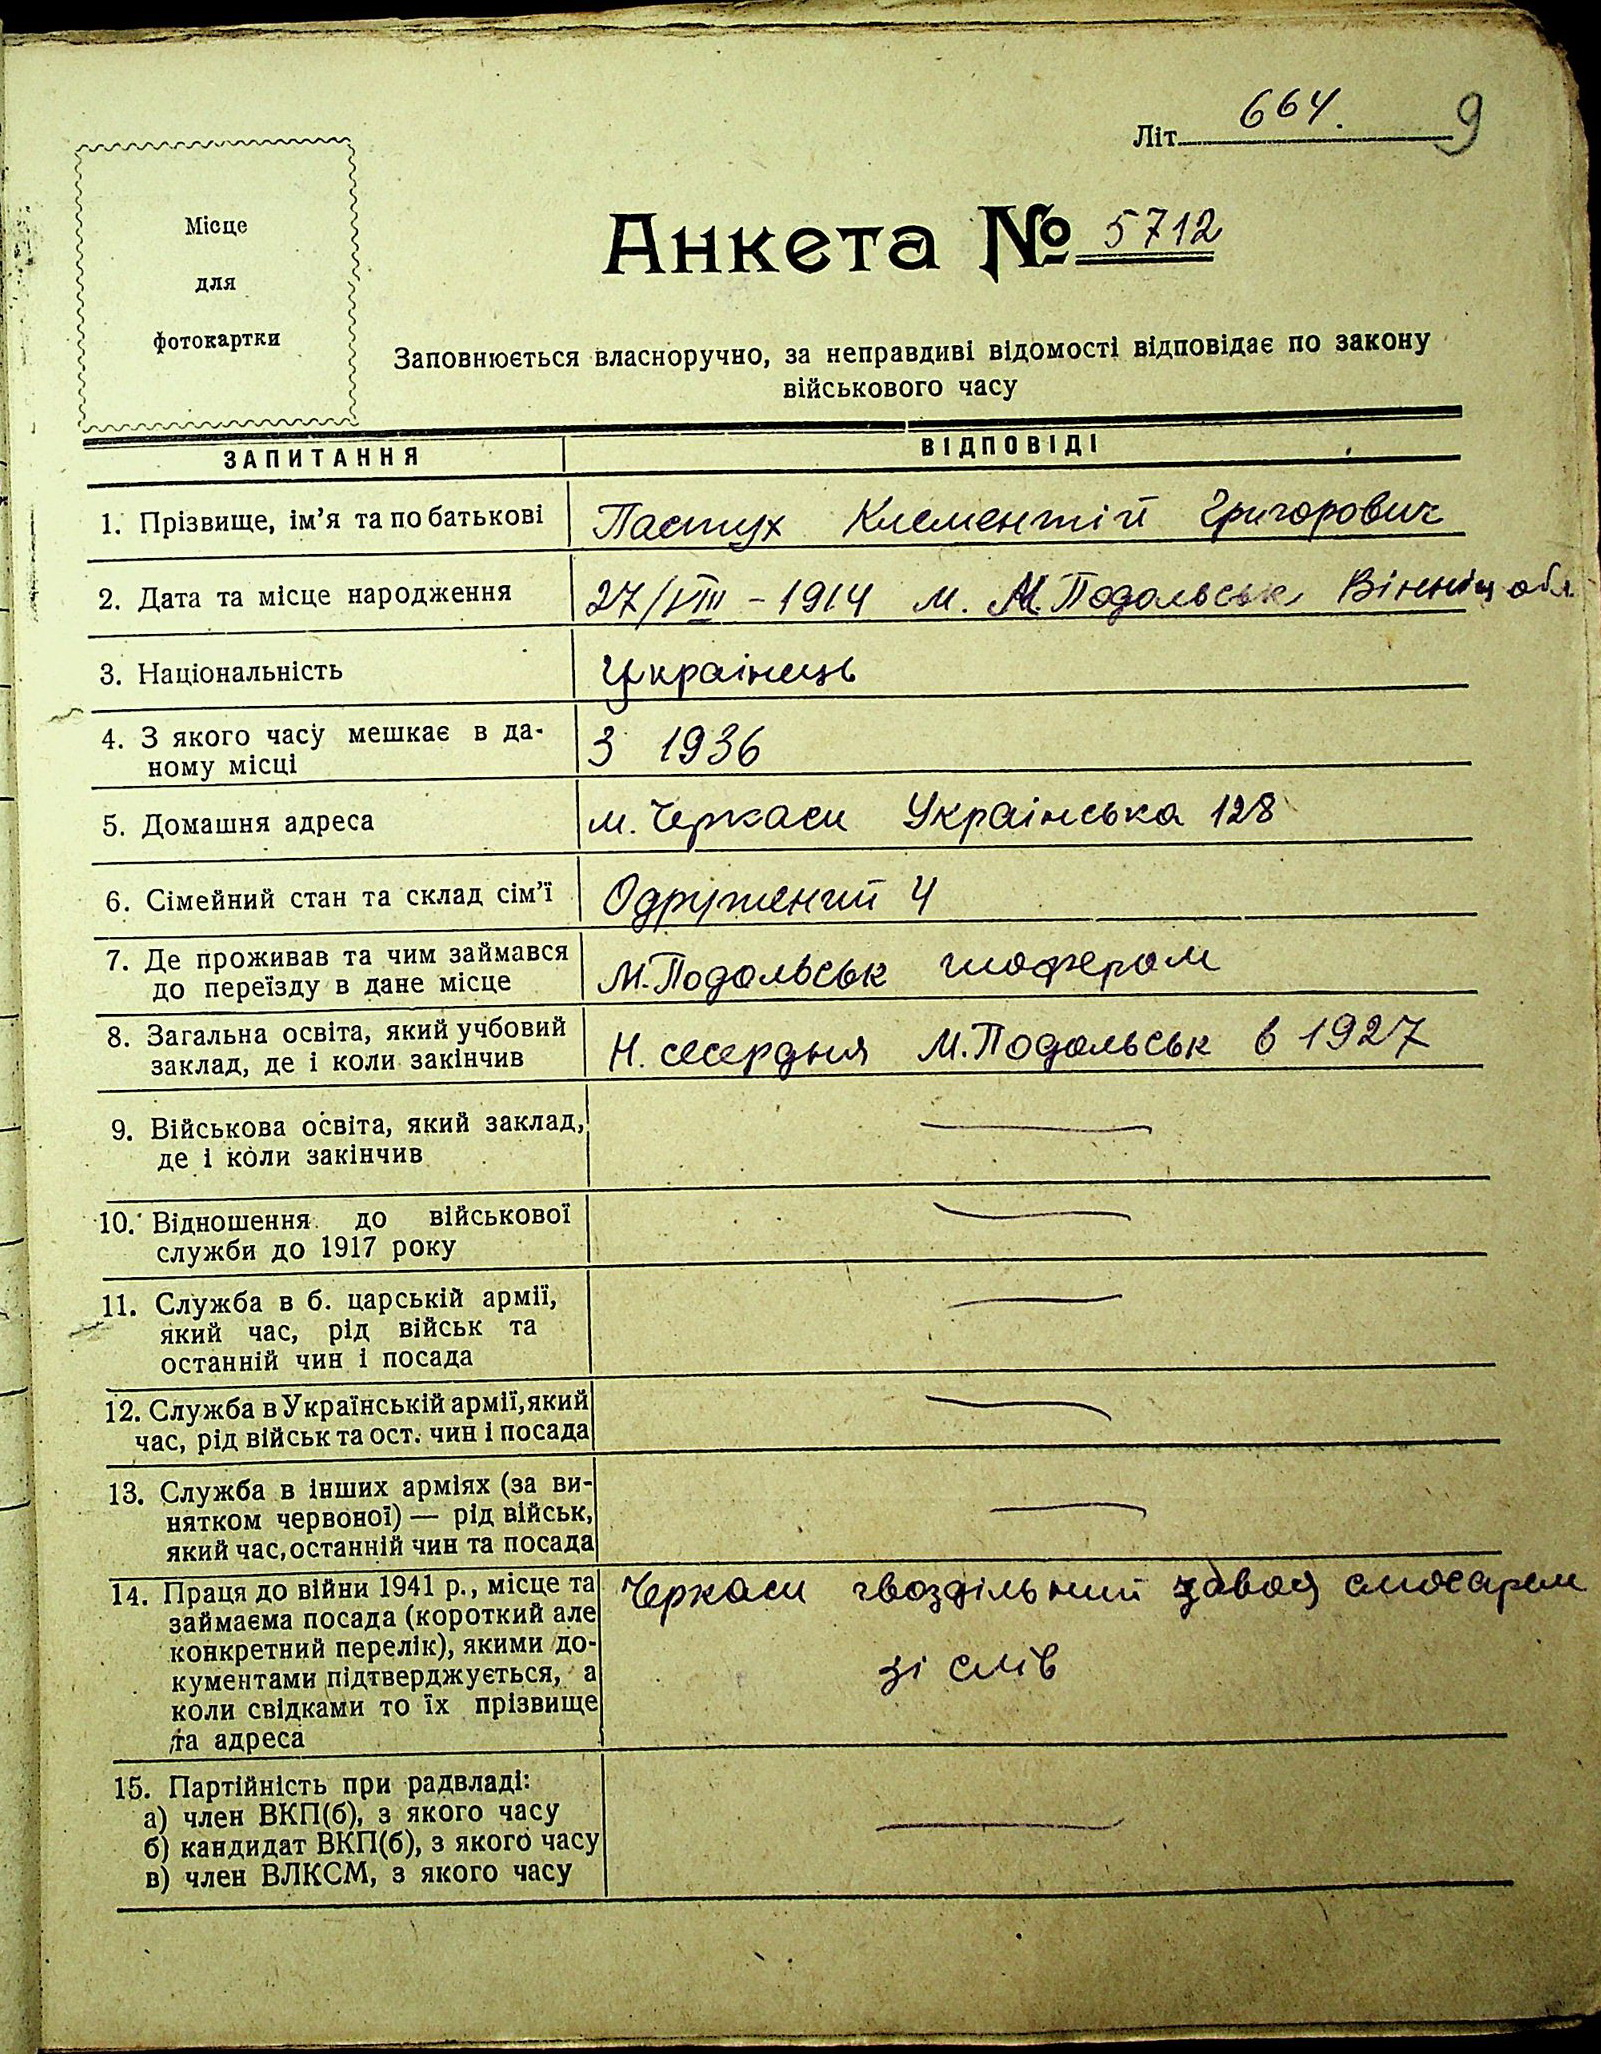 Літ. 664. 9
Місце
для
фотокартки
Анкета № 5712
Заповнюється власноручно, за неправдиві відомості відповідає по закону
військового часу
ЗАПИТАННЯ ВІДПОВІДІ
1. Прізвище, ім’я та по батькові Пастух Клементій Григорович
2. Дата та місце народження 27/VIII - 1914 м. М.Подольськ Вінніц обл
3. Національність Українець
4. З якого часу мешкає в да-
ному місці З 1936
5. Домашня адреса м. Черкаси Українська 128
6. Сімейний стан та склад сім’ї Одружений 4
7. Де проживав та чим займався
до переїзду в дане місце М.Подольськ шофером
8. Загальна освіта, який учбовий
заклад, де і коли закінчив Н. сесердня М.Подольськ в 1927
9. Військова освіта, який заклад,
де і коли закінчив
10. Відношення до військової
служби до 1917 року
11. Служба в б. царській армії,
який час, рід військ та
останній чин і посада
12. Служба в Українській армії, який
час, рід військ та ост. чин і посада
13. Служба в інших арміях (за ви-
нятком червоної) — рід військ,
який час, останній чин та посада
14. Праця до війни 1941 р., місце та Черкаси гвоздільний завод слюсарем
займаєма посада (короткий але
конкретний перелік), якими до-
кументами підтверджується, а зі слів
коли свідками то їх прізвище
та адреса
15. Партійність при радвладі:
а) член ВКП(б), з якого часу
б) кандидат ВКП(б), з якого часу
в) член ВЛКСМ, з якого часу